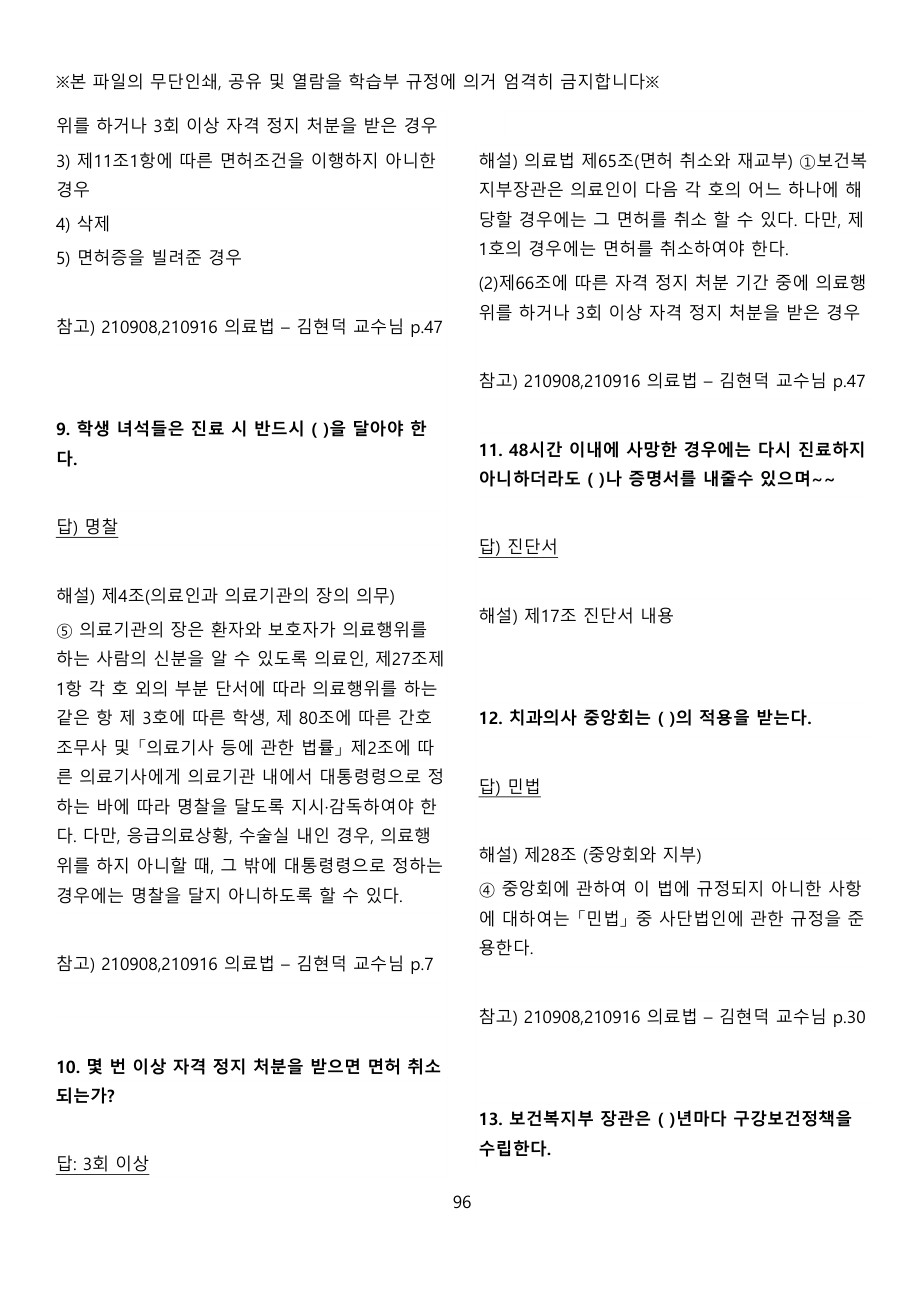 ※본 파일의 무단인쇄, 공유 및 열람을 학습부 규정에 의거 엄격히 금지합니다※
위를 하거나 3회 이상 자격 정지 처분을 받은 경우
3) 제11조1항에 따른 면허조건을 이행하지 아니한
경우
4) 삭제
5) 면허증을 빌려준 경우
참고) 210908,210916 의료법 – 김현덕 교수님 p.47
9. 학생 녀석들은 진료 시 반드시 ( )을 달아야 한
다.
답) 명찰
해설) 제4조(의료인과 의료기관의 장의 의무)
⑤ 의료기관의 장은 환자와 보호자가 의료행위를
하는 사람의 신분을 알 수 있도록 의료인, 제27조제
1항 각 호 외의 부분 단서에 따라 의료행위를 하는
같은 항 제 3호에 따른 학생, 제 80조에 따른 간호
조무사 및 「의료기사 등에 관한 법률」 제2조에 따
른 의료기사에게 의료기관 내에서 대통령령으로 정
하는 바에 따라 명찰을 달도록 지시·감독하여야 한
다. 다만, 응급의료상황, 수술실 내인 경우, 의료행
위를 하지 아니할 때, 그 밖에 대통령령으로 정하는
경우에는 명찰을 달지 아니하도록 할 수 있다.
참고) 210908,210916 의료법 – 김현덕 교수님 p.7
10. 몇 번 이상 자격 정지 처분을 받으면 면허 취소
되는가?
답: 3회 이상
해설) 의료법 제65조(면허 취소와 재교부) ①보건복
지부장관은 의료인이 다음 각 호의 어느 하나에 해
당할 경우에는 그 면허를 취소 할 수 있다. 다만, 제
1호의 경우에는 면허를 취소하여야 한다.
(2)제66조에 따른 자격 정지 처분 기간 중에 의료행
위를 하거나 3회 이상 자격 정지 처분을 받은 경우
참고) 210908,210916 의료법 – 김현덕 교수님 p.47
11. 48시간 이내에 사망한 경우에는 다시 진료하지
아니하더라도 ( )나 증명서를 내줄수 있으며~~
답) 진단서
해설) 제17조 진단서 내용
12. 치과의사 중앙회는 ( )의 적용을 받는다.
답) 민법
해설) 제28조 (중앙회와 지부)
④ 중앙회에 관하여 이 법에 규정되지 아니한 사항
에 대하여는 「민법」 중 사단법인에 관한 규정을 준
용한다.
참고) 210908,210916 의료법 – 김현덕 교수님 p.30
13. 보건복지부 장관은 ( )년마다 구강보건정책을
수립한다.
96